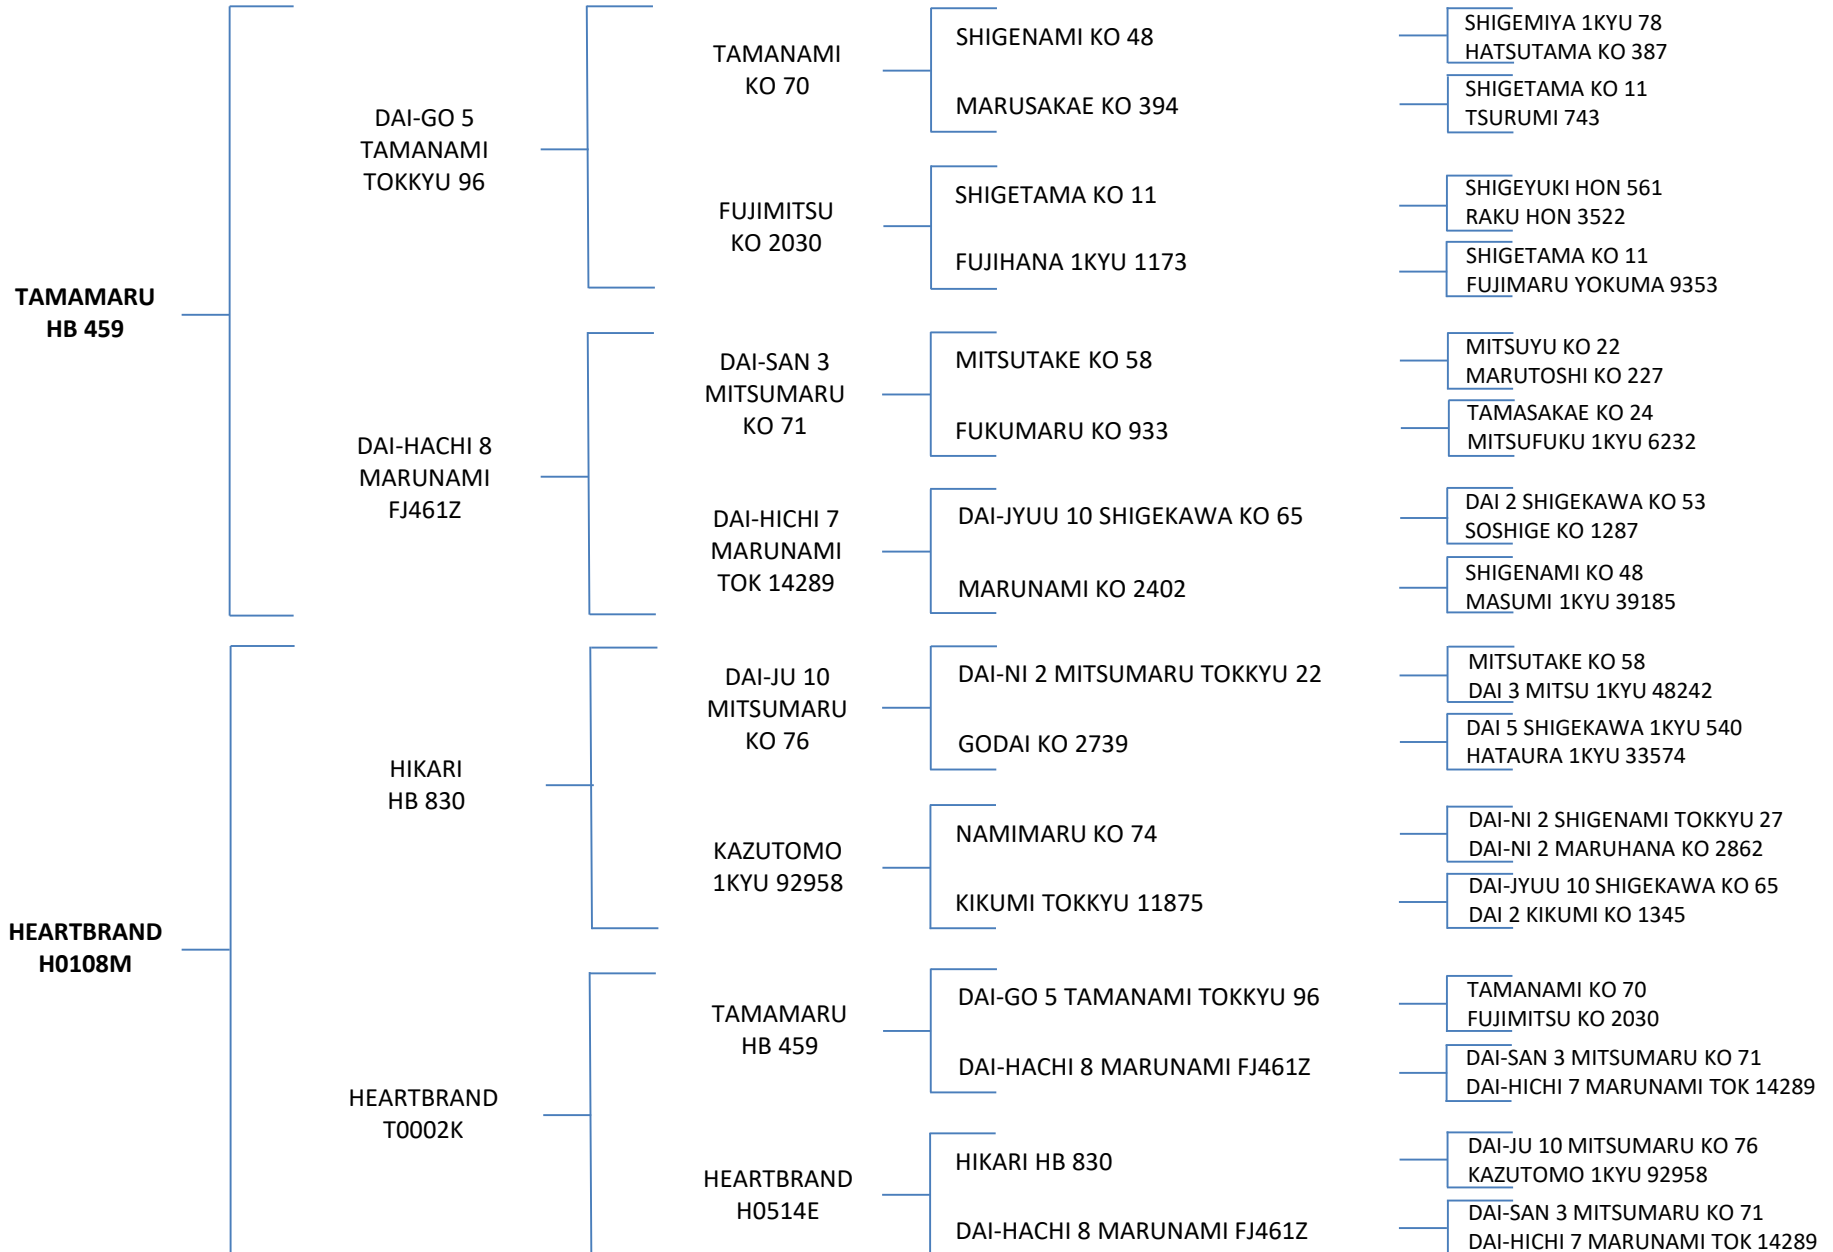 TAMAMARU
HB 459
HEARTBRAND
H0108M
DAI-GO 5
TAMANAMI
TOKKYU 96
DAI-HACHI 8
MARUNAMI
FJ461Z
HIKARI
HB 830
HEARTBRAND
T0002K
TAMANAMI
KO 70
FUJIMITSU
KO 2030
DAI-SAN 3
MITSUMARU
KO 71
DAI-HICHI 7
MARUNAMI
TOK 14289
DAI-JU 10
MITSUMARU
KO 76
KAZUTOMO
1KYU 92958
TAMAMARU
HB 459
HEARTBRAND
H0514E
SHIGENAMI KO 48
MARUSAKAE KO 394
SHIGETAMA KO 11
FUJIHANA 1KYU 1173
MITSUTAKE KO 58
FUKUMARU KO 933
DAI-JYUU 10 SHIGEKAWA KO 65
MARUNAMI KO 2402
DAI-NI 2 MITSUMARU TOKKYU 22
GODAI KO 2739
NAMIMARU KO 74
KIKUMI TOKKYU 11875
DAI-GO 5 TAMANAMI TOKKYU 96
DAI-HACHI 8 MARUNAMI FJ461Z
HIKARI HB 830
DAI-HACHI 8 MARUNAMI FJ461Z
SHIGEMIYA 1KYU 78
HATSUTAMA KO 387
SHIGETAMA KO 11
TSURUMI 743
SHIGEYUKI HON 561
RAKU HON 3522
SHIGETAMA KO 11
FUJIMARU YOKUMA 9353
MITSUYU KO 22
MARUTOSHI KO 227
TAMASAKAE KO 24
MITSUFUKU 1KYU 6232
DAI 2 SHIGEKAWA KO 53
SOSHIGE KO 1287
SHIGENAMI KO 48
MASUMI 1KYU 39185
MITSUTAKE KO 58
DAI 3 MITSU 1KYU 48242
DAI 5 SHIGEKAWA 1KYU 540
HATAURA 1KYU 33574
DAI-NI 2 SHIGENAMI TOKKYU 27
DAI-NI 2 MARUHANA KO 2862
DAI-JYUU 10 SHIGEKAWA KO 65
DAI 2 KIKUMI KO 1345
TAMANAMI KO 70
FUJIMITSU KO 2030
DAI-SAN 3 MITSUMARU KO 71
DAI-HICHI 7 MARUNAMI TOK 14289
DAI-JU 10 MITSUMARU KO 76
KAZUTOMO 1KYU 92958
DAI-SAN 3 MITSUMARU KO 71
DAI-HICHI 7 MARUNAMI TOK 14289